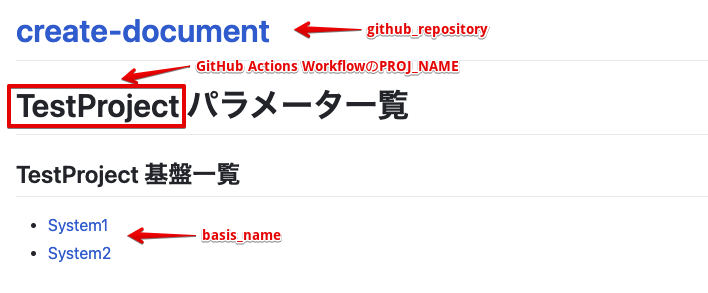 create-document
github_repository
GitHub Actions WorkflowのPROJ_NAME
TestProject パラメータ一覧
TestProject 基盤一覧
• System1
basis_name
• System2